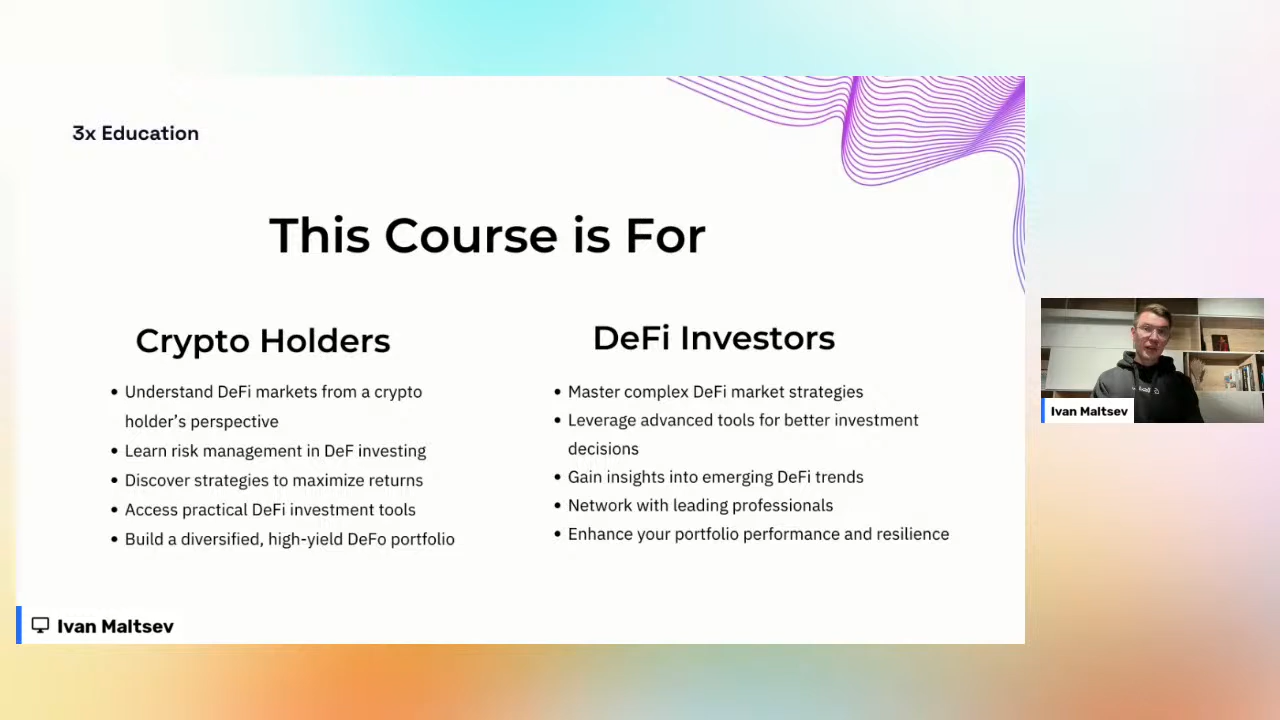 3x Education
This Course is For
Crypto Holders
• Understand DeFi markets from a crypto
holder’s perspective
• Learn risk management in DeF investing
• Discover strategies to maximize returns
• Access practical DeFi investment tools
• Build a diversified, high-yield DeFo portfolio
DeFi Investors
• Master complex DeFi market strategies
• Leverage advanced tools for better investment
decisions
• Gain insights into emerging DeFi trends
• Network with leading professionals
• Enhance your portfolio performance and resilience
Ivan Maltsev
Ivan Maltsev